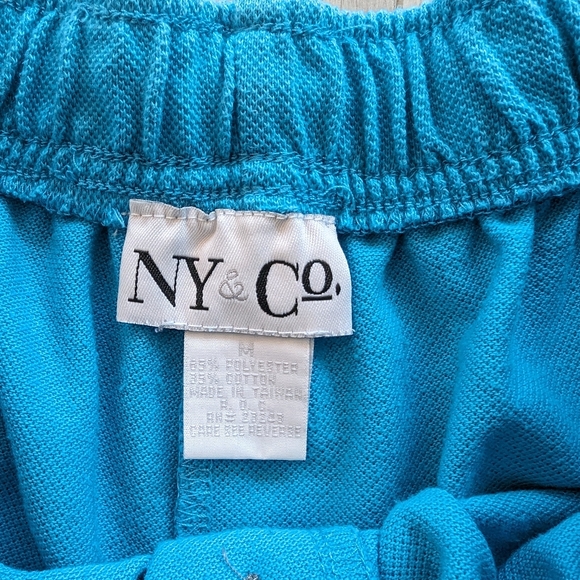 NY & Co.
M
65% POLYESTER
35% COTTON
MADE IN TAIWAN
R. O. C.
CARE SEE REVERSE